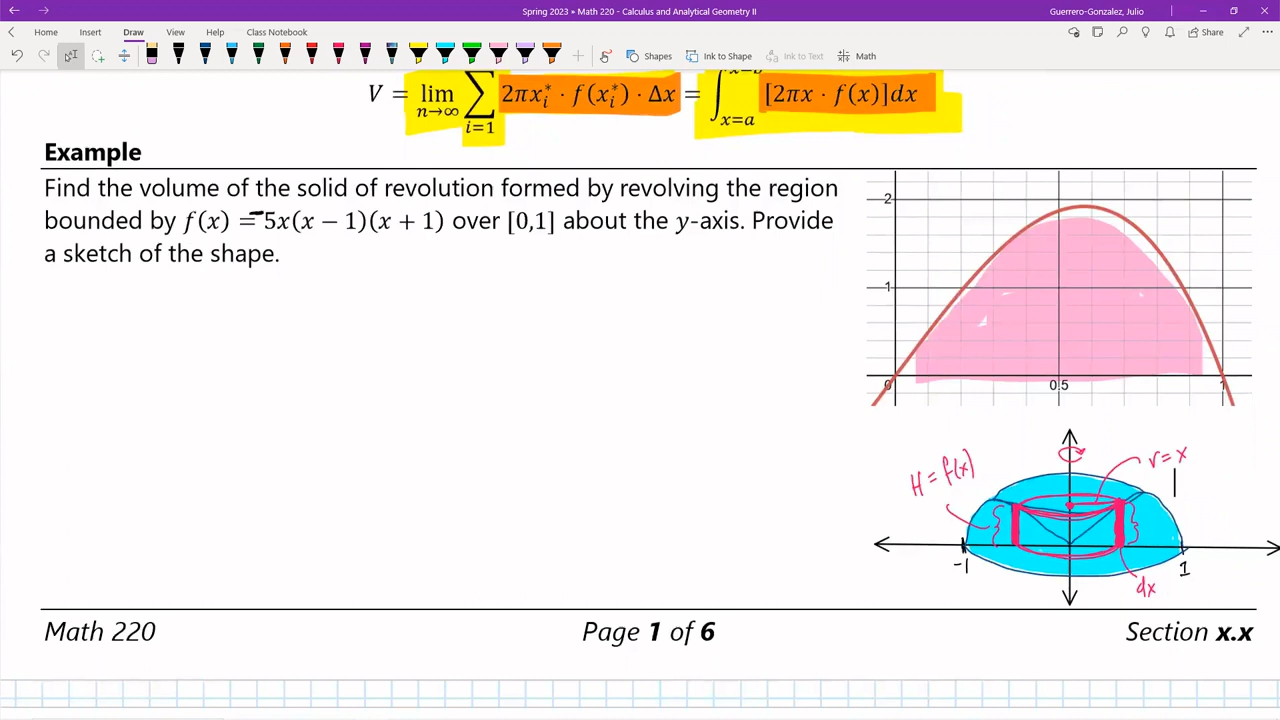 Spring 2023 » Math 220 - Calculus and Analytical Geometry II
Guerrero-Gonzalez, Julio
Home Insert Draw View Help Class Notebook
Share
Shapes Ink to Shape Ink to Text Math
V = lim n→∞ ∑ i=1 2πx_i^* · f(x_i^*) · Δx = ∫ x=a [2πx · f(x)]dx
Example
Find the volume of the solid of revolution formed by revolving the region
bounded by f(x) = -5x(x − 1)(x + 1) over [0,1] about the y-axis. Provide
a sketch of the shape.
2
1
0 0.5 1
H = f(x)
r = x
-1 1
dx
Math 220 Page 1 of 6 Section x.x